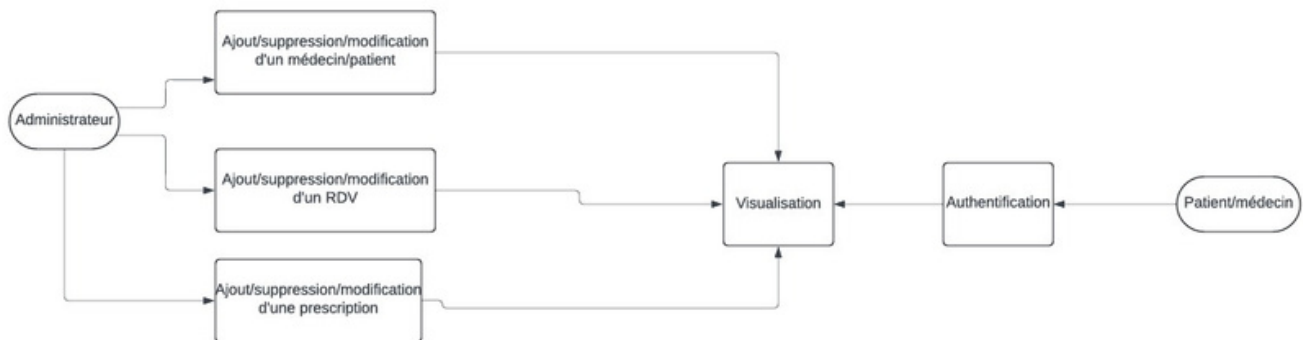 Ajout/suppression/modification
d'un médecin/patient
Administrateur
Ajout/suppression/modification
d'un RDV
Visualisation
Authentification
Patient/médecin
Ajout/suppression/modification
d'une prescription